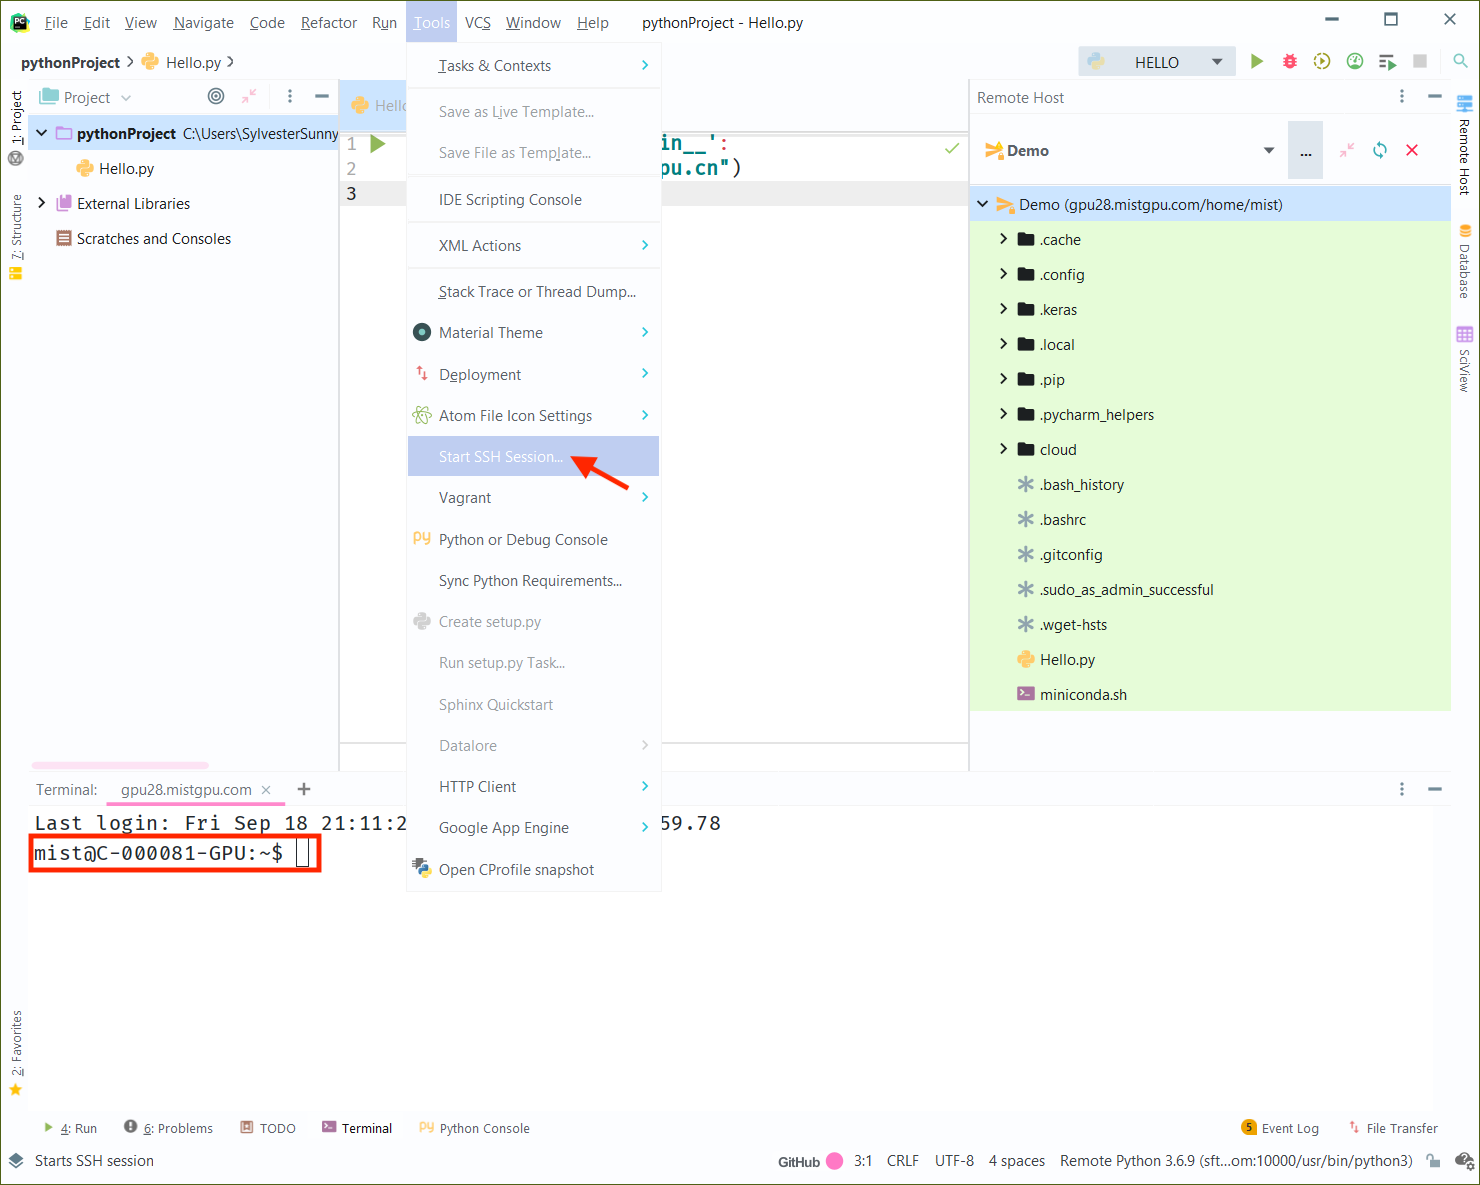 File Edit View Navigate Code Refactor Run Tools VCS Window Help pythonProject - Hello.py
pythonProject Hello.py
HELLO
Project
1: Project
7: Structure
2: Favorites
pythonProject C:\Users\SylvesterSunny
Hello.py
External Libraries
Scratches and Consoles
1
2
3
in__':
pu.cn")
Tasks & Contexts
Save as Live Template...
Save File as Template...
IDE Scripting Console
XML Actions
Stack Trace or Thread Dump...
Material Theme
Deployment
Atom File Icon Settings
Start SSH Session...
Vagrant
Python or Debug Console
Sync Python Requirements...
Create setup.py
Run setup.py Task...
Sphinx Quickstart
Datalore
HTTP Client
Google App Engine
Open CProfile snapshot
Remote Host
Demo
...
Demo (gpu28.mistgpu.com/home/mist)
.cache
.config
.keras
.local
.pip
.pycharm_helpers
cloud
.bash_history
.bashrc
.gitconfig
.sudo_as_admin_successful
.wget-hsts
Hello.py
miniconda.sh
Remote Host
Database
SciView
Terminal: gpu28.mistgpu.com
Last login: Fri Sep 18 21:11:2 59.78
mist@C-000081-GPU:~$
4: Run 6: Problems TODO Terminal Python Console 5 Event Log File Transfer
Starts SSH session GitHub 3:1 CRLF UTF-8 4 spaces Remote Python 3.6.9 (sft...om:10000/usr/bin/python3)